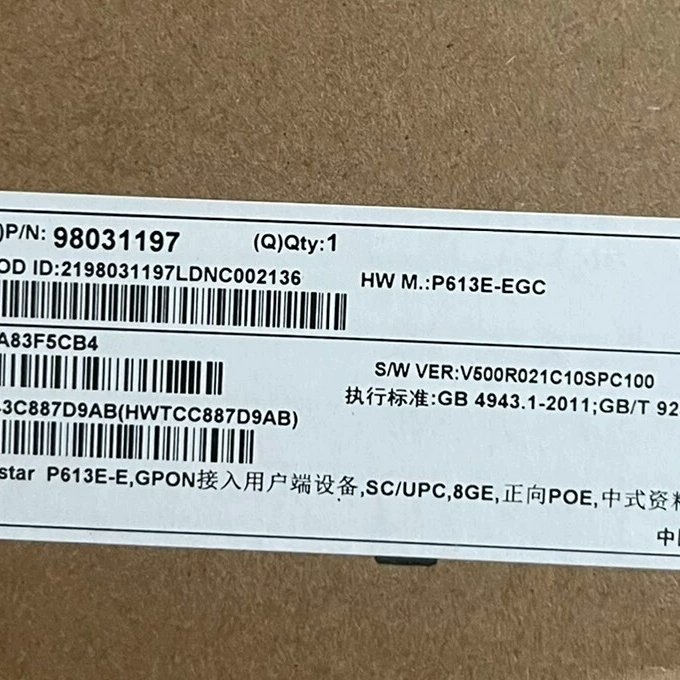 )P/N: 98031197 (Q)Qty:1
OD ID:2198031197LDNC002136 HW M.:P613E-EGC
A83F5CB4
S/W VER:V500R021C10SPC100
执行标准:GB 4943.1-2011;GB/T 92
3C887D9AB(HWTCC887D9AB)
star P613E-E,GPON接入用户端设备,SC/UPC,8GE,正向POE,中式资料
中国